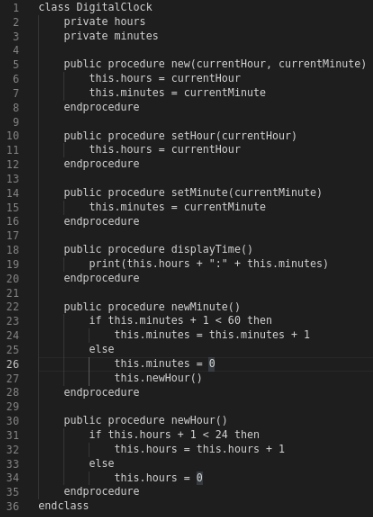 1 class DigitalClock
2     private hours
3     private minutes
4
5     public procedure new(currentHour, currentMinute)
6         this.hours = currentHour
7         this.minutes = currentMinute
8     endprocedure
9
10     public procedure setHour(currentHour)
11         this.hours = currentHour
12     endprocedure
13
14     public procedure setMinute(currentMinute)
15         this.minutes = currentMinute
16     endprocedure
17
18     public procedure displayTime()
19         print(this.hours + ":" + this.minutes)
20     endprocedure
21
22     public procedure newMinute()
23         if this.minutes + 1 < 60 then
24             this.minutes = this.minutes + 1
25         else
26             this.minutes = 0
27             this.newHour()
28     endprocedure
29
30     public procedure newHour()
31         if this.hours + 1 < 24 then
32             this.hours = this.hours + 1
33         else
34             this.hours = 0
35     endprocedure
36 endclass